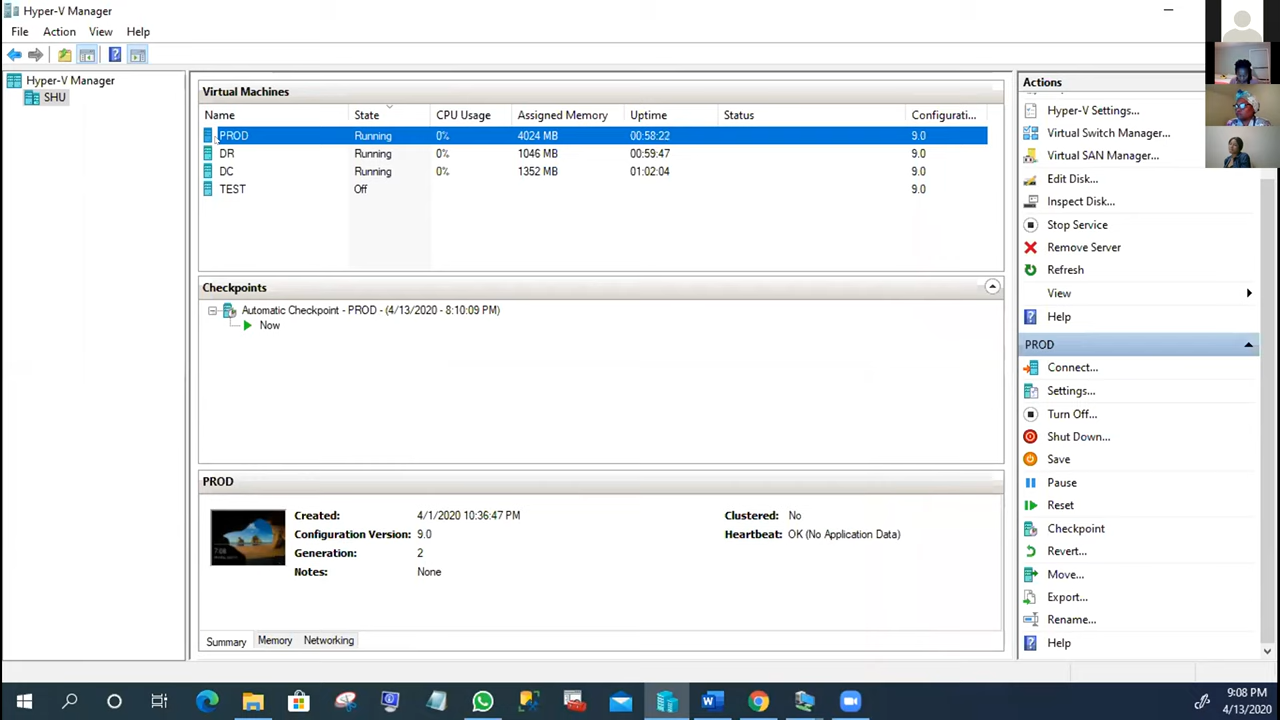 Hyper-V Manager
File Action View Help
Hyper-V Manager
SHU
Virtual Machines
Name State CPU Usage Assigned Memory Uptime Status Configurati...
PROD Running 0% 4024 MB 00:58:22 9.0
DR Running 0% 1046 MB 00:59:47 9.0
DC Running 0% 1352 MB 01:02:04 9.0
TEST Off 9.0
Checkpoints
Automatic Checkpoint - PROD - (4/13/2020 - 8:10:09 PM)
Now
PROD
Created: 4/1/2020 10:36:47 PM Clustered: No
Configuration Version: 9.0 Heartbeat: OK (No Application Data)
Generation: 2
Notes: None
Summary Memory Networking
Actions
Hyper-V Settings...
Virtual Switch Manager...
Virtual SAN Manager...
Edit Disk...
Inspect Disk...
Stop Service
Remove Server
Refresh
View
Help
PROD
Connect...
Settings...
Turn Off...
Shut Down...
Save
Pause
Reset
Checkpoint
Revert...
Move...
Export...
Rename...
Help
9:08 PM
4/13/2020